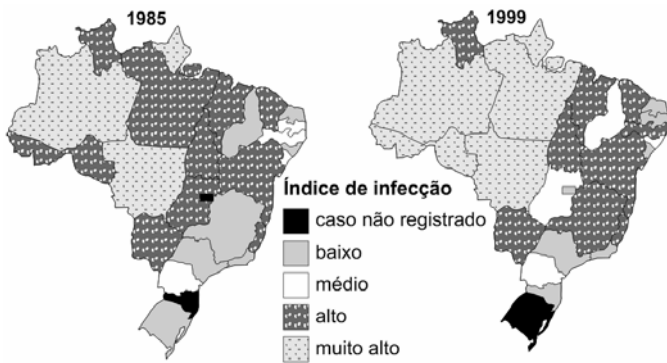 1985
1999
Índice de infecção
caso não registrado
baixo
médio
alto
muito alto